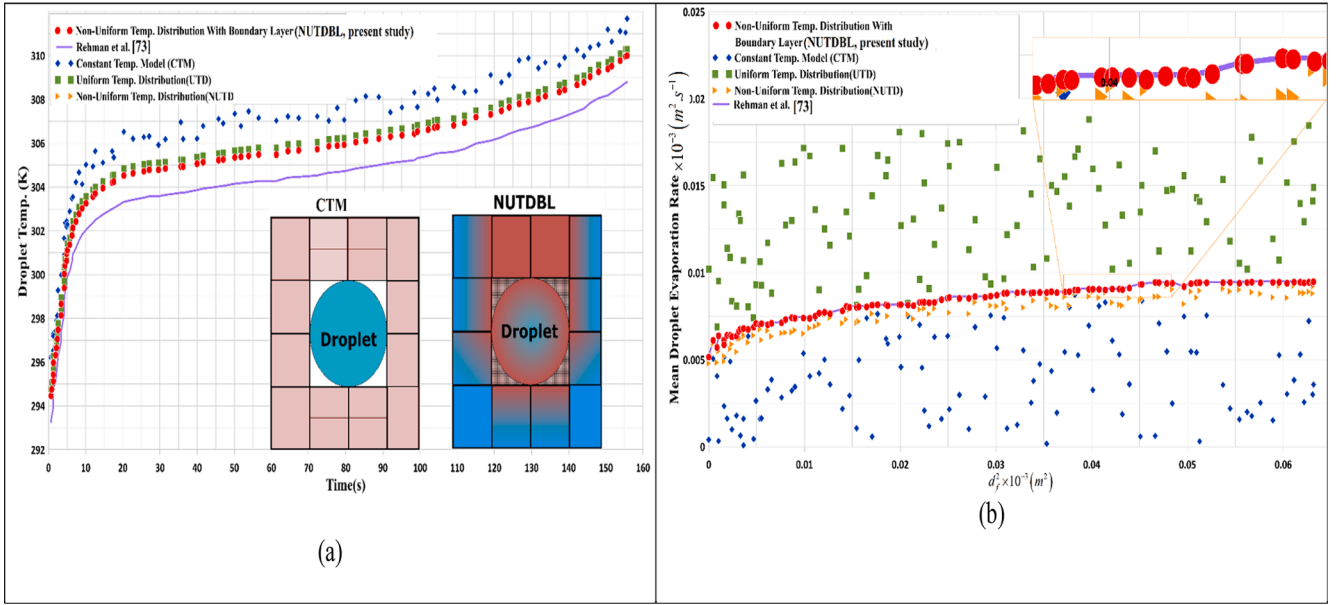 Non-Uniform Temp. Distribution With Boundary Layer(NUTDBL, present study)
Rehman et al. [73]
Constant Temp. Model (CTM)
Uniform Temp. Distribution(UTD)
Non-Uniform Temp. Distribution (NUTD)
Droplet Temp. (K)
310
308
306
304
302
300
298
296
294
292
CTM
NUTDBL
Droplet
Droplet
0 10 20 30 40 50 60 70 80 90 100 110 120 130 140 150 160
Time(s)
(a)
Non-Uniform Temp. Distribution With
Boundary Layer(NUTDBL, present study)
Constant Temp. Model (CTM)
Uniform Temp. Distribution(UTD)
Non-Uniform Temp. Distribution(NUTD)
Rehman et al. [73]
Mean Droplet Evaporation Rate ×10⁻³ (m².s⁻¹)
0.025
0.02
0.015
0.01
0.005
0
0.04
0 0.01 0.02 0.03 0.04 0.05 0.06
d_f²×10⁻³(m²)
(b)